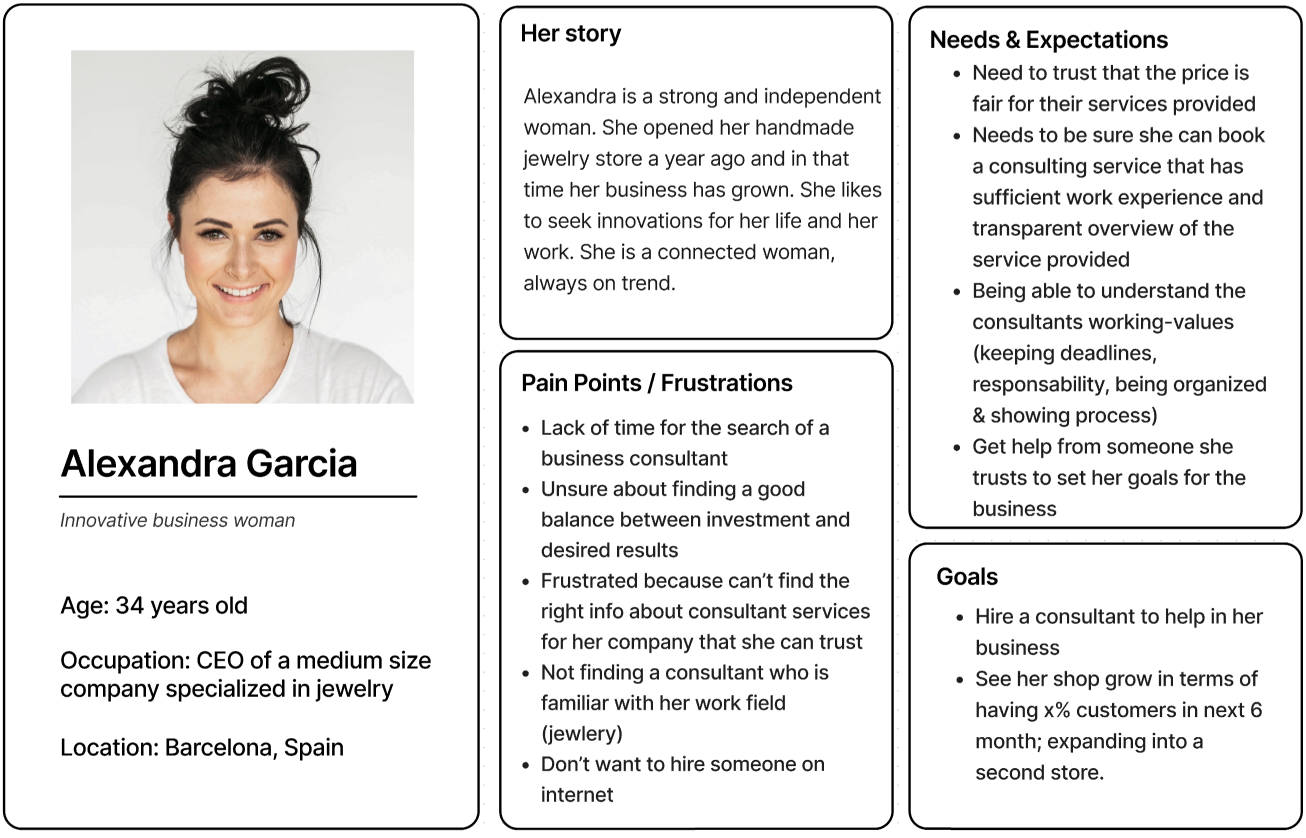 Alexandra Garcia
Innovative business woman
Age: 34 years old
Occupation: CEO of a medium size
company specialized in jewelry
Location: Barcelona, Spain
Her story
Alexandra is a strong and independent
woman. She opened her handmade
jewelry store a year ago and in that
time her business has grown. She likes
to seek innovations for her life and her
work. She is a connected woman,
always on trend.
Pain Points / Frustrations
• Lack of time for the search of a
business consultant
• Unsure about finding a good
balance between investment and
desired results
• Frustrated because can’t find the
right info about consultant services
for her company that she can trust
• Not finding a consultant who is
familiar with her work field
(jewlery)
• Don’t want to hire someone on
internet
Needs & Expectations
• Need to trust that the price is
fair for their services provided
• Needs to be sure she can book
a consulting service that has
sufficient work experience and
transparent overview of the
service provided
• Being able to understand the
consultants working-values
(keeping deadlines,
responsability, being organized
& showing process)
• Get help from someone she
trusts to set her goals for the
business
Goals
• Hire a consultant to help in her
business
• See her shop grow in terms of
having x% customers in next 6
month; expanding into a
second store.